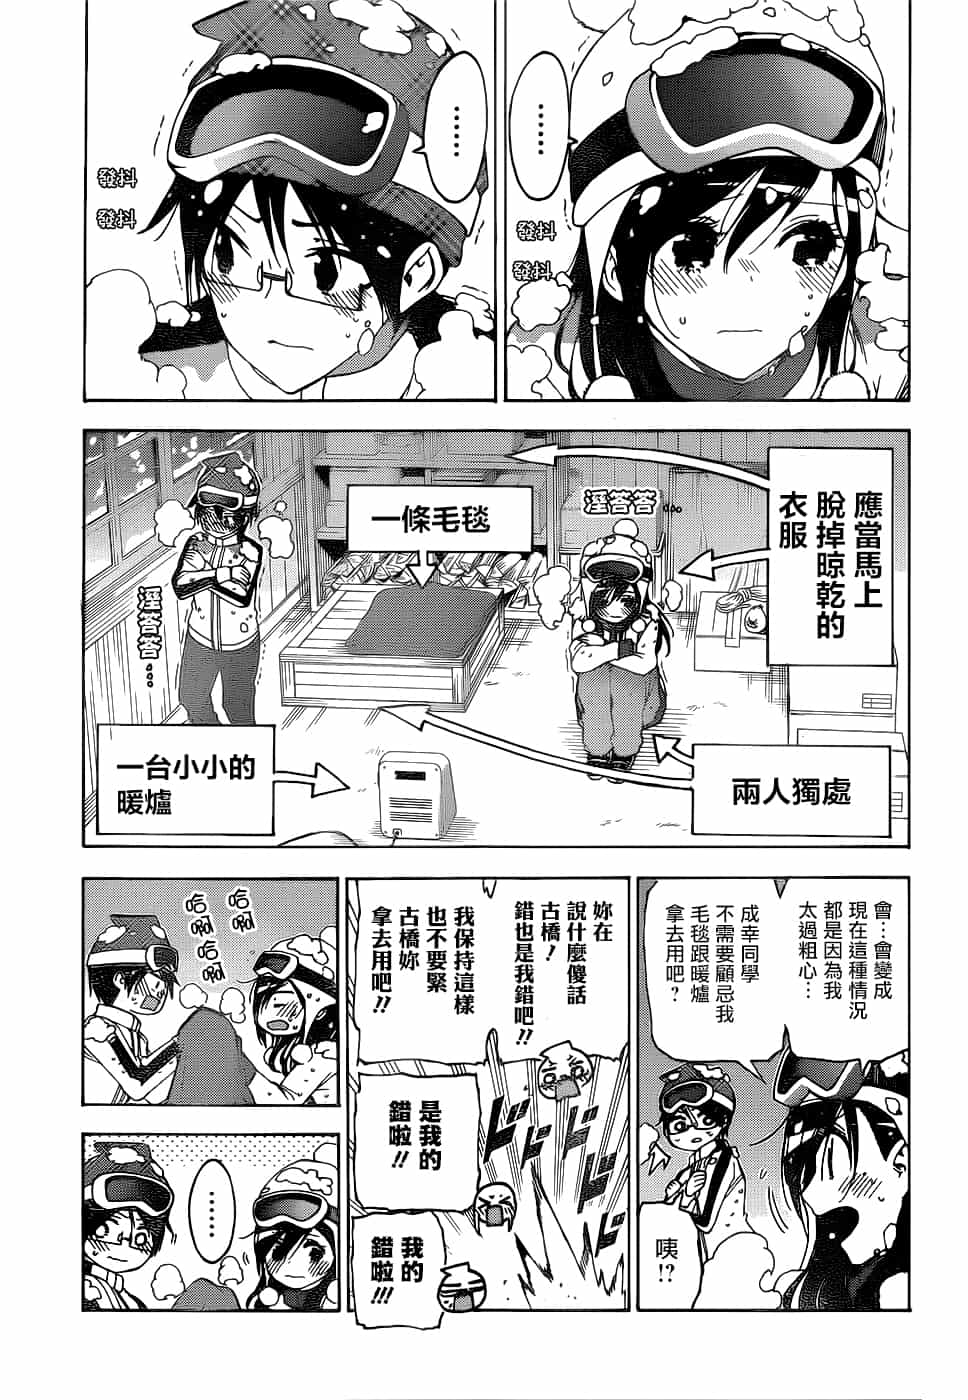 ……
發抖
發抖
……
發抖
發抖
應當馬上
脫掉晾乾的
衣服
溼答答…
一條毛毯
溼答答…
兩人獨處
一台小小的
暖爐
會…會變成
現在這種情況
都是因為我
太過粗心…
成幸同學
不需要顧忌我
毛毯跟暖爐
拿去用吧?
咦!?
妳在
說什麼傻話
古橋!
錯也是我錯吧!!
我保持這樣
也不要緊
古橋妳
拿去用吧!!
ドドドド
是我的
錯啦!!
我的
錯啦!!!
哈啊
哈啊
哈啊
……